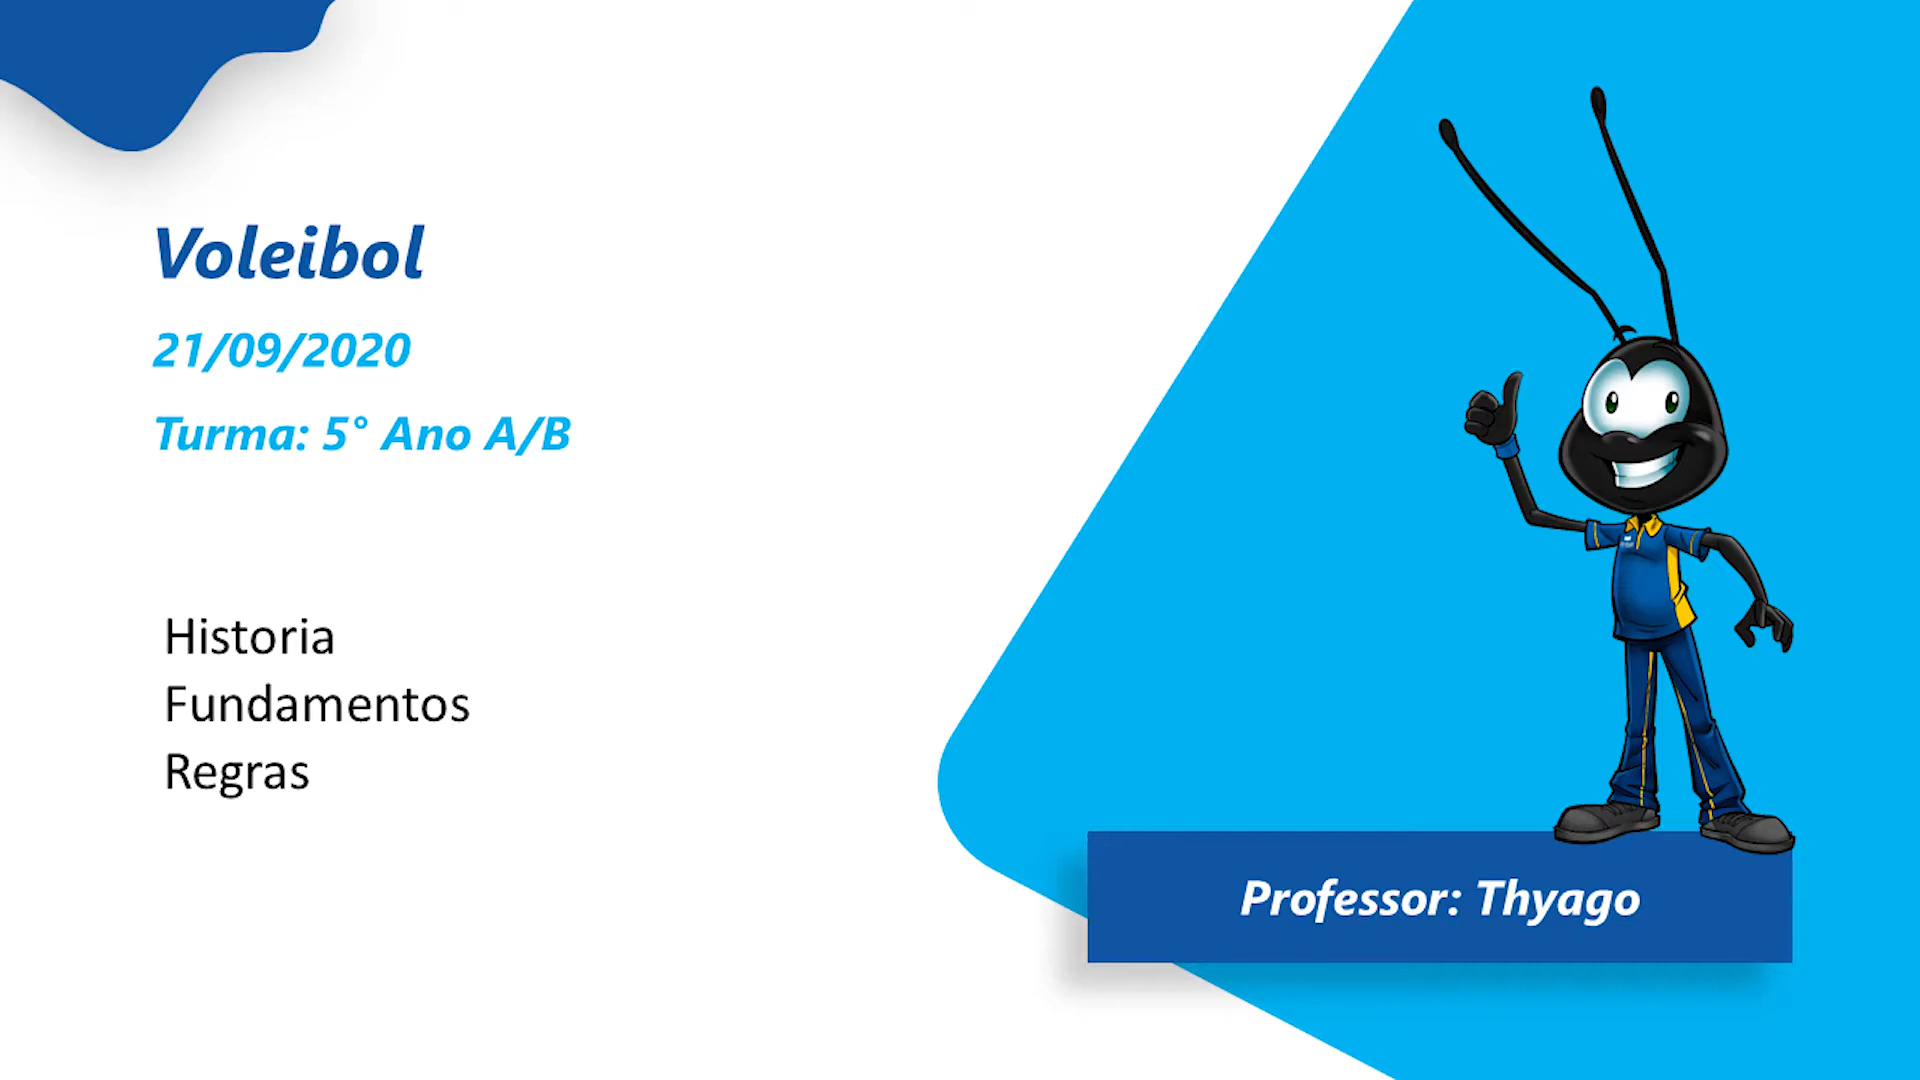 Voleibol
21/09/2020
Turma: 5° Ano A/B
Historia
Fundamentos
Regras
Professor: Thyago